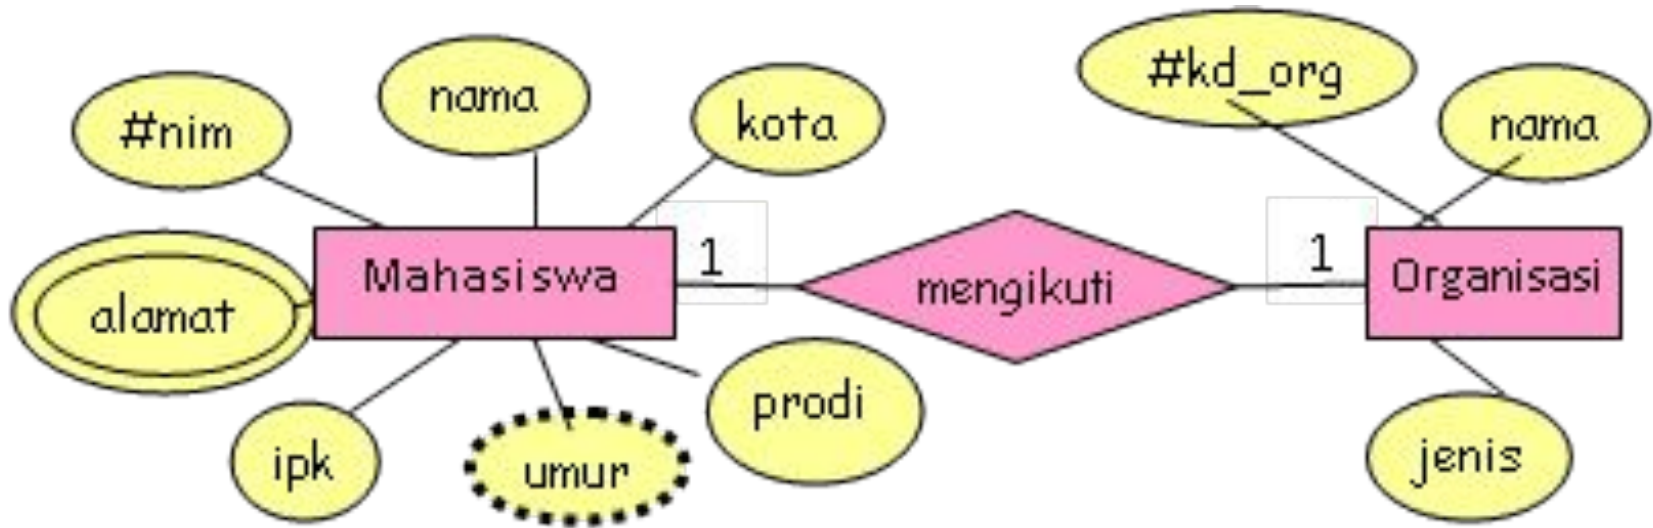 #nim
nama
kota
#kd_org
nama
alamat
Mahasiswa
1
mengikuti
1
Organisasi
ipk
umur
prodi
jenis